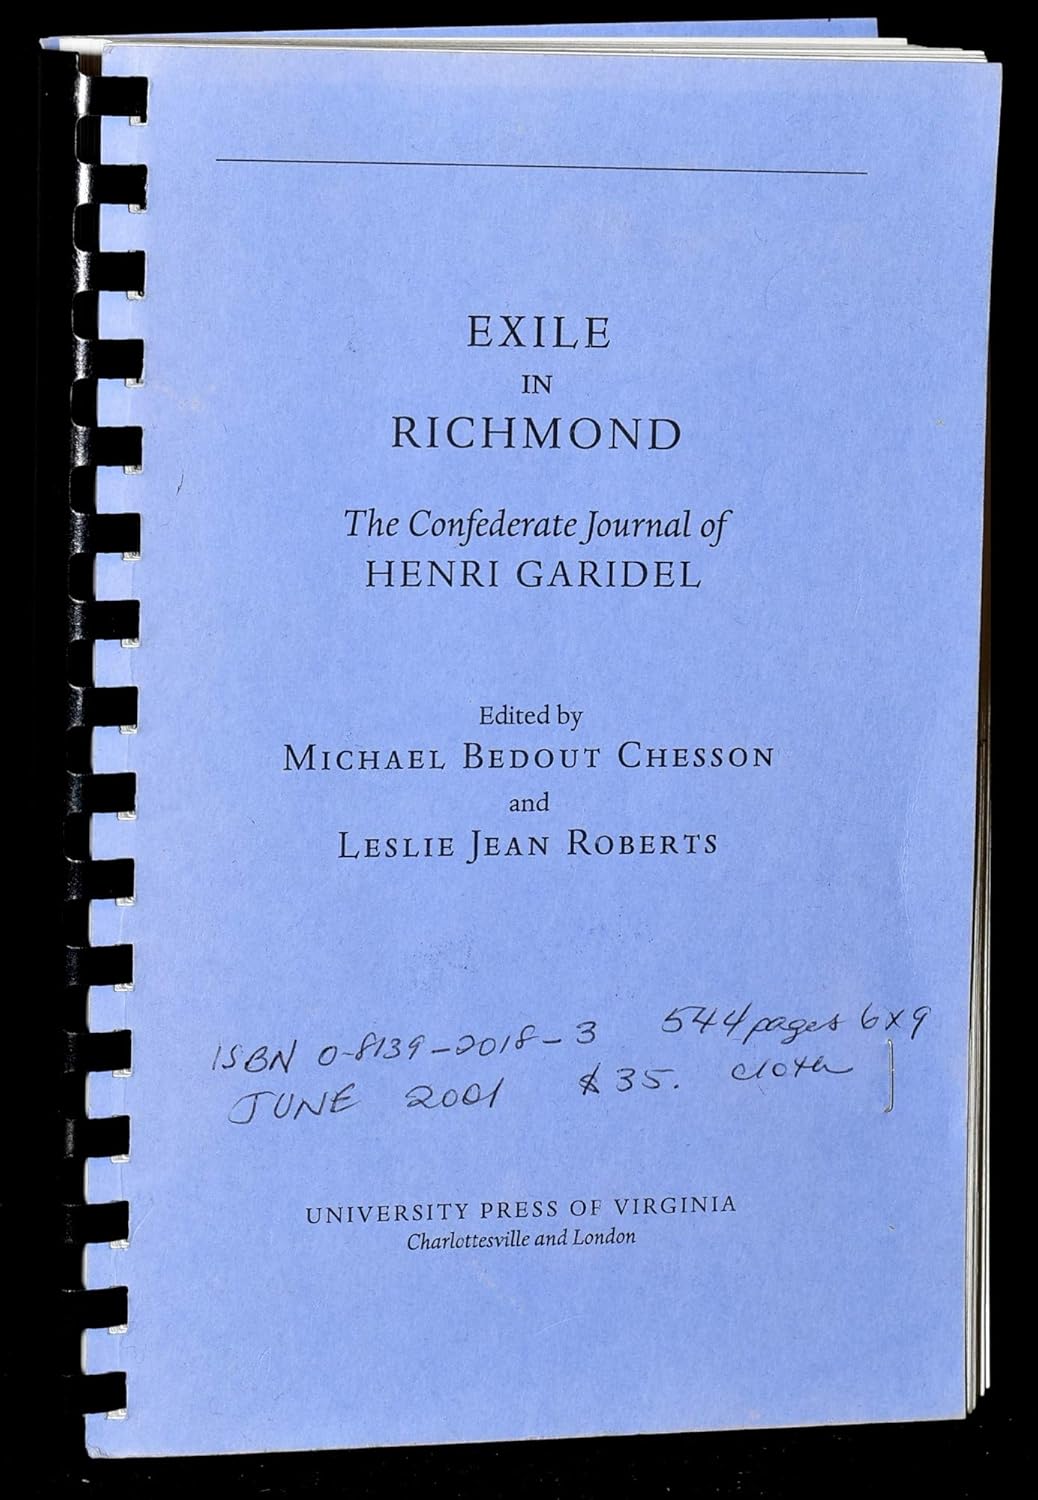 EXILE
IN
RICHMOND
The Confederate Journal of
HENRI GARIDEL
Edited by
MICHAEL BEDOUT CHESSON
and
LESLIE JEAN ROBERTS
ISBN 0-8139-2018-3 544 pages 6x9
JUNE 2001 $35. cloth
UNIVERSITY PRESS OF VIRGINIA
Charlottesville and London